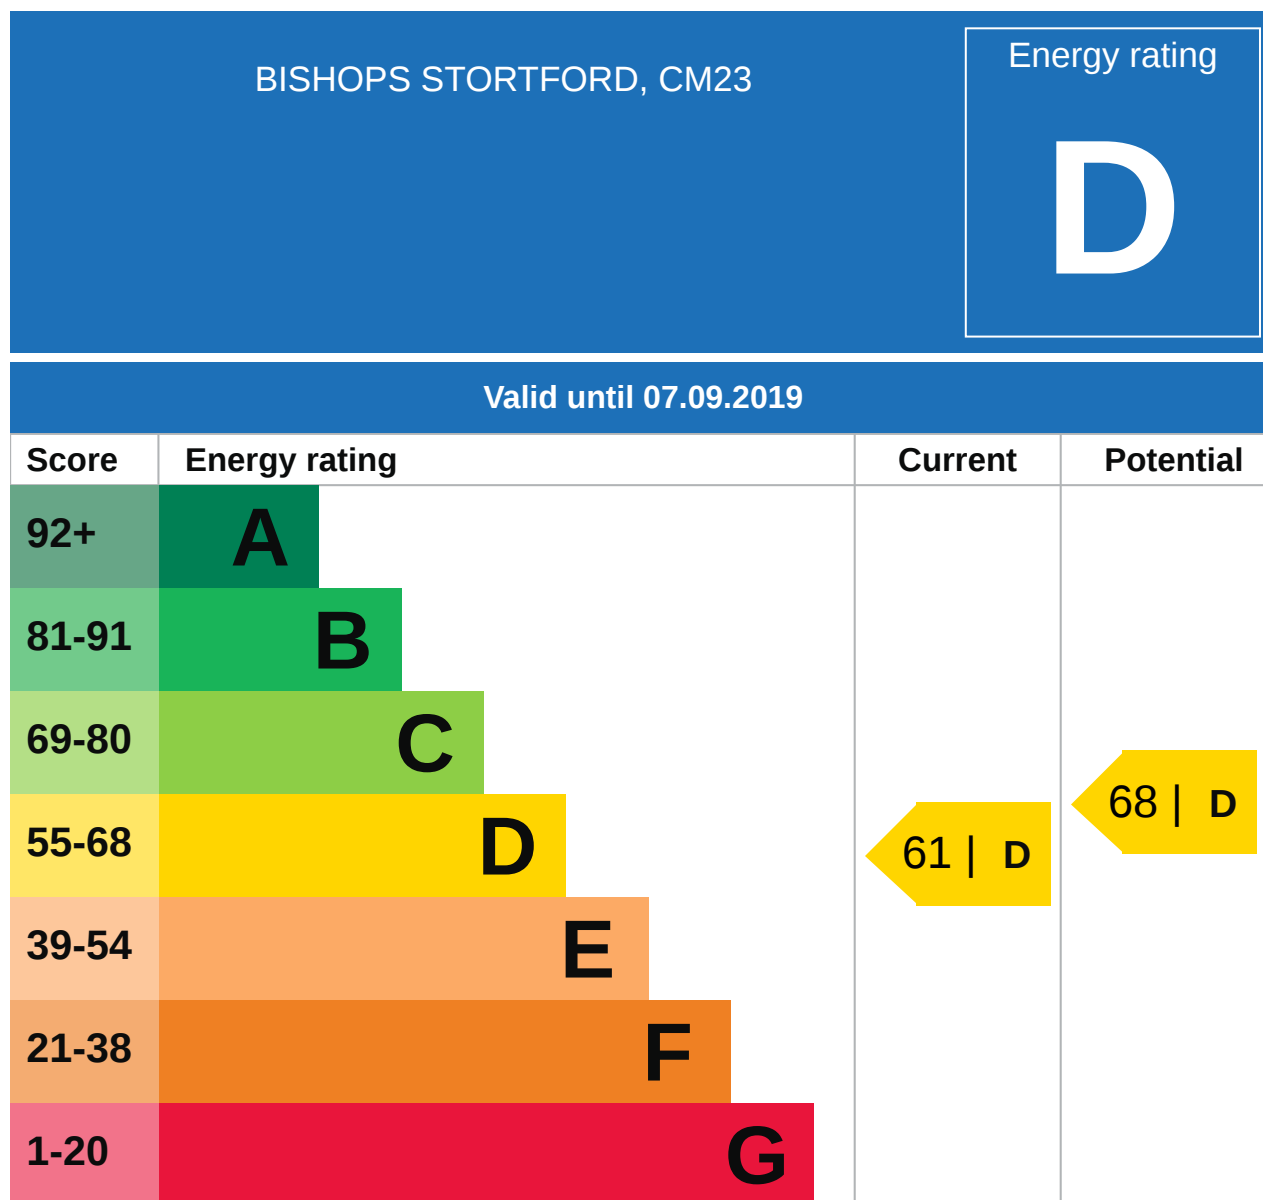 BISHOPS STORTFORD, CM23
Energy rating
D
Valid until 07.09.2019
Score Energy rating Current Potential
92+ A
81-91 B
69-80 C
68 | D
55-68 D
61 | D
39-54 E
21-38 F
1-20 G